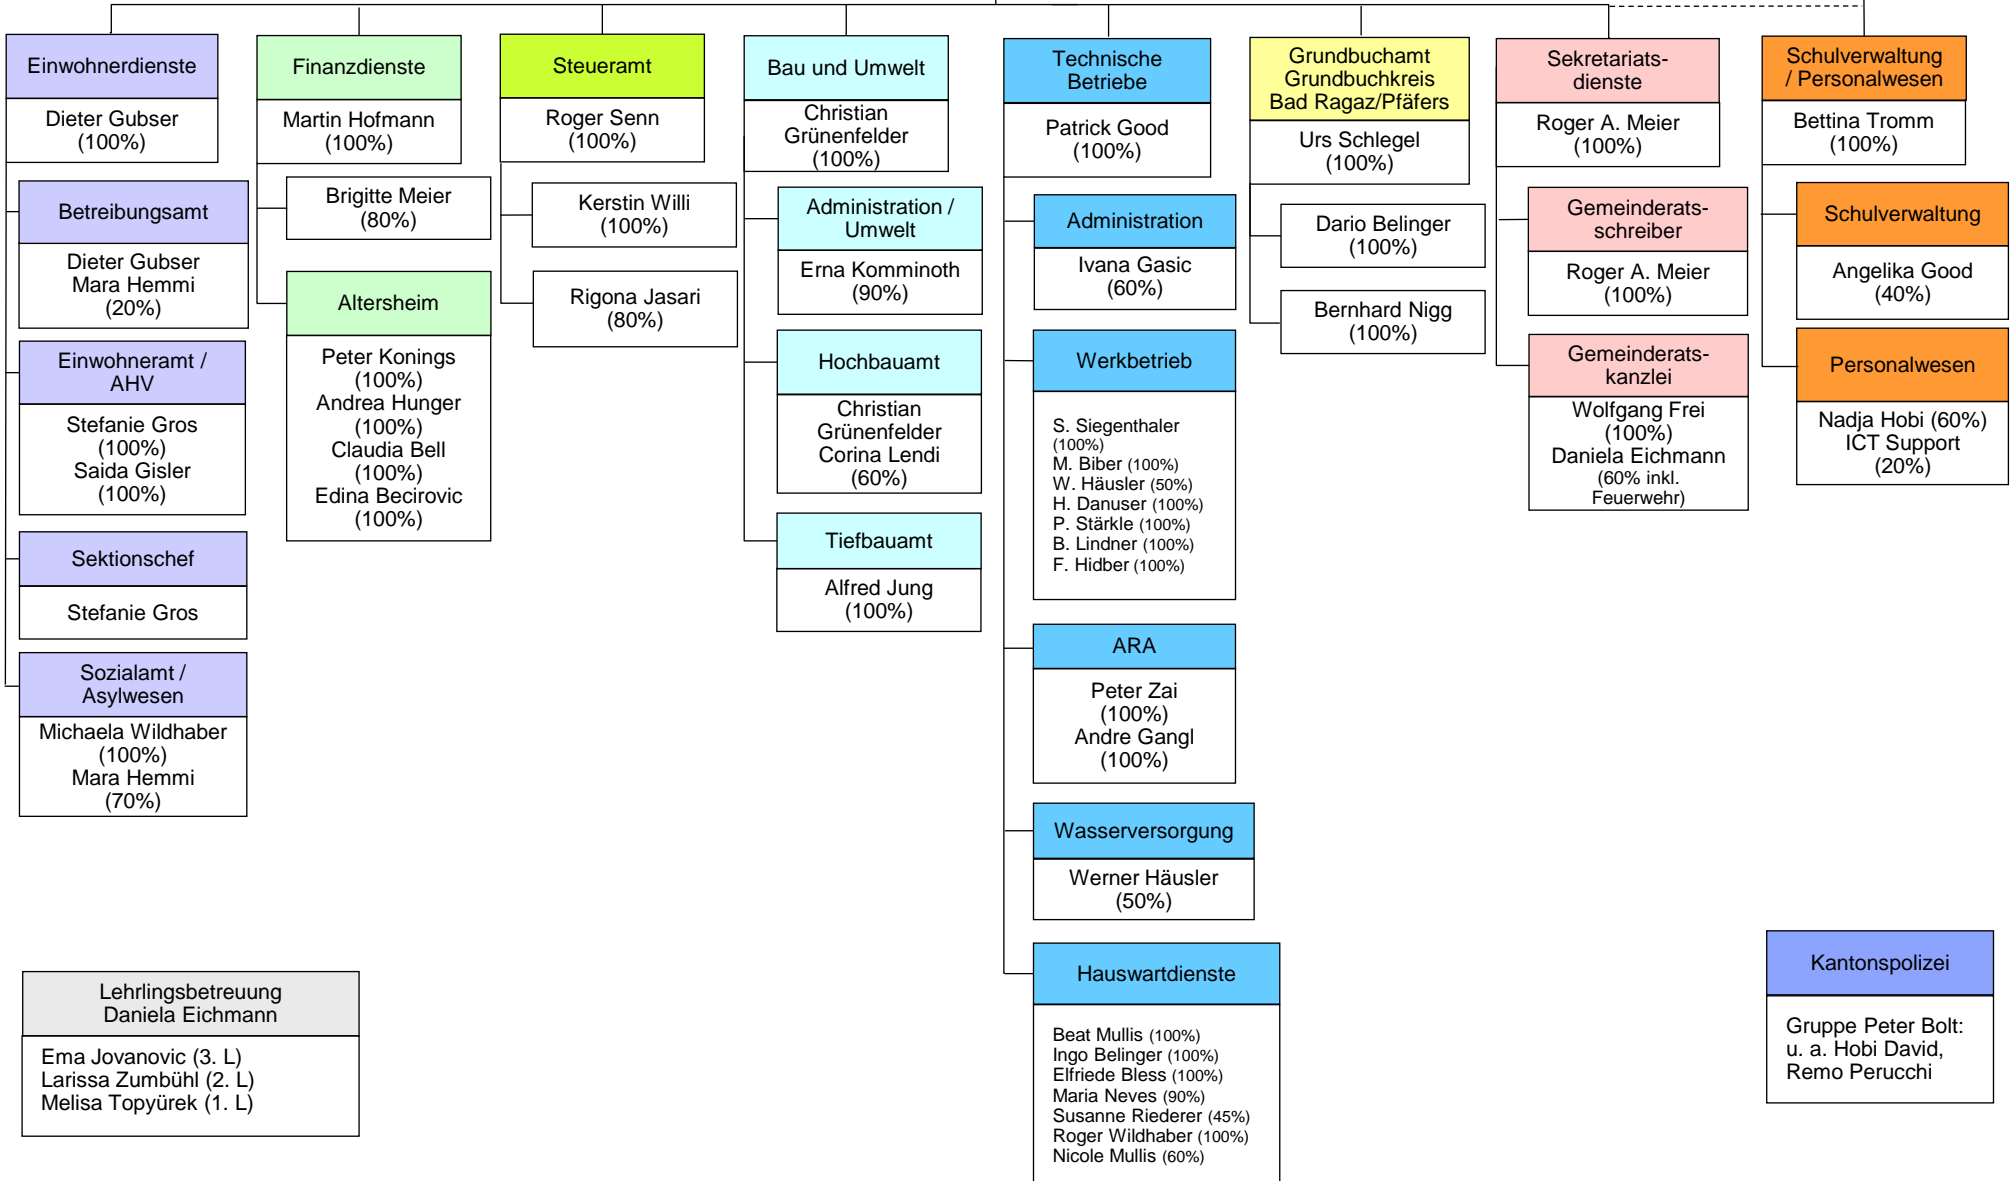 Einwohnerdienste
Dieter Gubser
(100%)
Betreibungsamt
Dieter Gubser
Mara Hemmi
(20%)
Einwohneramt /
AHV
Stefanie Gros
(100%)
Saida Gisler
(100%)
Sektionschef
Stefanie Gros
Sozialamt /
Asylwesen
Michaela Wildhaber
(100%)
Mara Hemmi
(70%)
Finanzdienste
Martin Hofmann
(100%)
Brigitte Meier
(80%)
Altersheim
Peter Konings
(100%)
Andrea Hunger
(100%)
Claudia Bell
(100%)
Edina Becirovic
(100%)
Steueramt
Roger Senn
(100%)
Kerstin Willi
(100%)
Rigona Jasari
(80%)
Bau und Umwelt
Christian
Grünenfelder
(100%)
Administration /
Umwelt
Erna Komminoth
(90%)
Hochbauamt
Christian
Grünenfelder
Corina Lendi
(60%)
Tiefbauamt
Alfred Jung
(100%)
Technische
Betriebe
Patrick Good
(100%)
Administration
Ivana Gasic
(60%)
Werkbetrieb
S. Siegenthaler
(100%)
M. Biber (100%)
W. Häusler (50%)
H. Danuser (100%)
P. Stärkle (100%)
B. Lindner (100%)
F. Hidber (100%)
ARA
Peter Zai
(100%)
Andre Gangl
(100%)
Wasserversorgung
Werner Häusler
(50%)
Hauswartdienste
Beat Mullis (100%)
Ingo Belinger (100%)
Elfriede Bless (100%)
Maria Neves (90%)
Susanne Riederer (45%)
Roger Wildhaber (100%)
Nicole Mullis (60%)
Grundbuchamt
Grundbuchkreis
Bad Ragaz/Pfäfers
Urs Schlegel
(100%)
Dario Belinger
(100%)
Bernhard Nigg
(100%)
Sekretariats-
dienste
Roger A. Meier
(100%)
Gemeinderats-
schreiber
Roger A. Meier
(100%)
Gemeinderats-
kanzlei
Wolfgang Frei
(100%)
Daniela Eichmann
(60% inkl.
Feuerwehr)
Schulverwaltung
/ Personalwesen
Bettina Tromm
(100%)
Schulverwaltung
Angelika Good
(40%)
Personalwesen
Nadja Hobi (60%)
ICT Support
(20%)
Lehrlingsbetreuung
Daniela Eichmann
Ema Jovanovic (3. L)
Larissa Zumbühl (2. L)
Melisa Topyürek (1. L)
Kantonspolizei
Gruppe Peter Bolt:
u. a. Hobi David,
Remo Perucchi